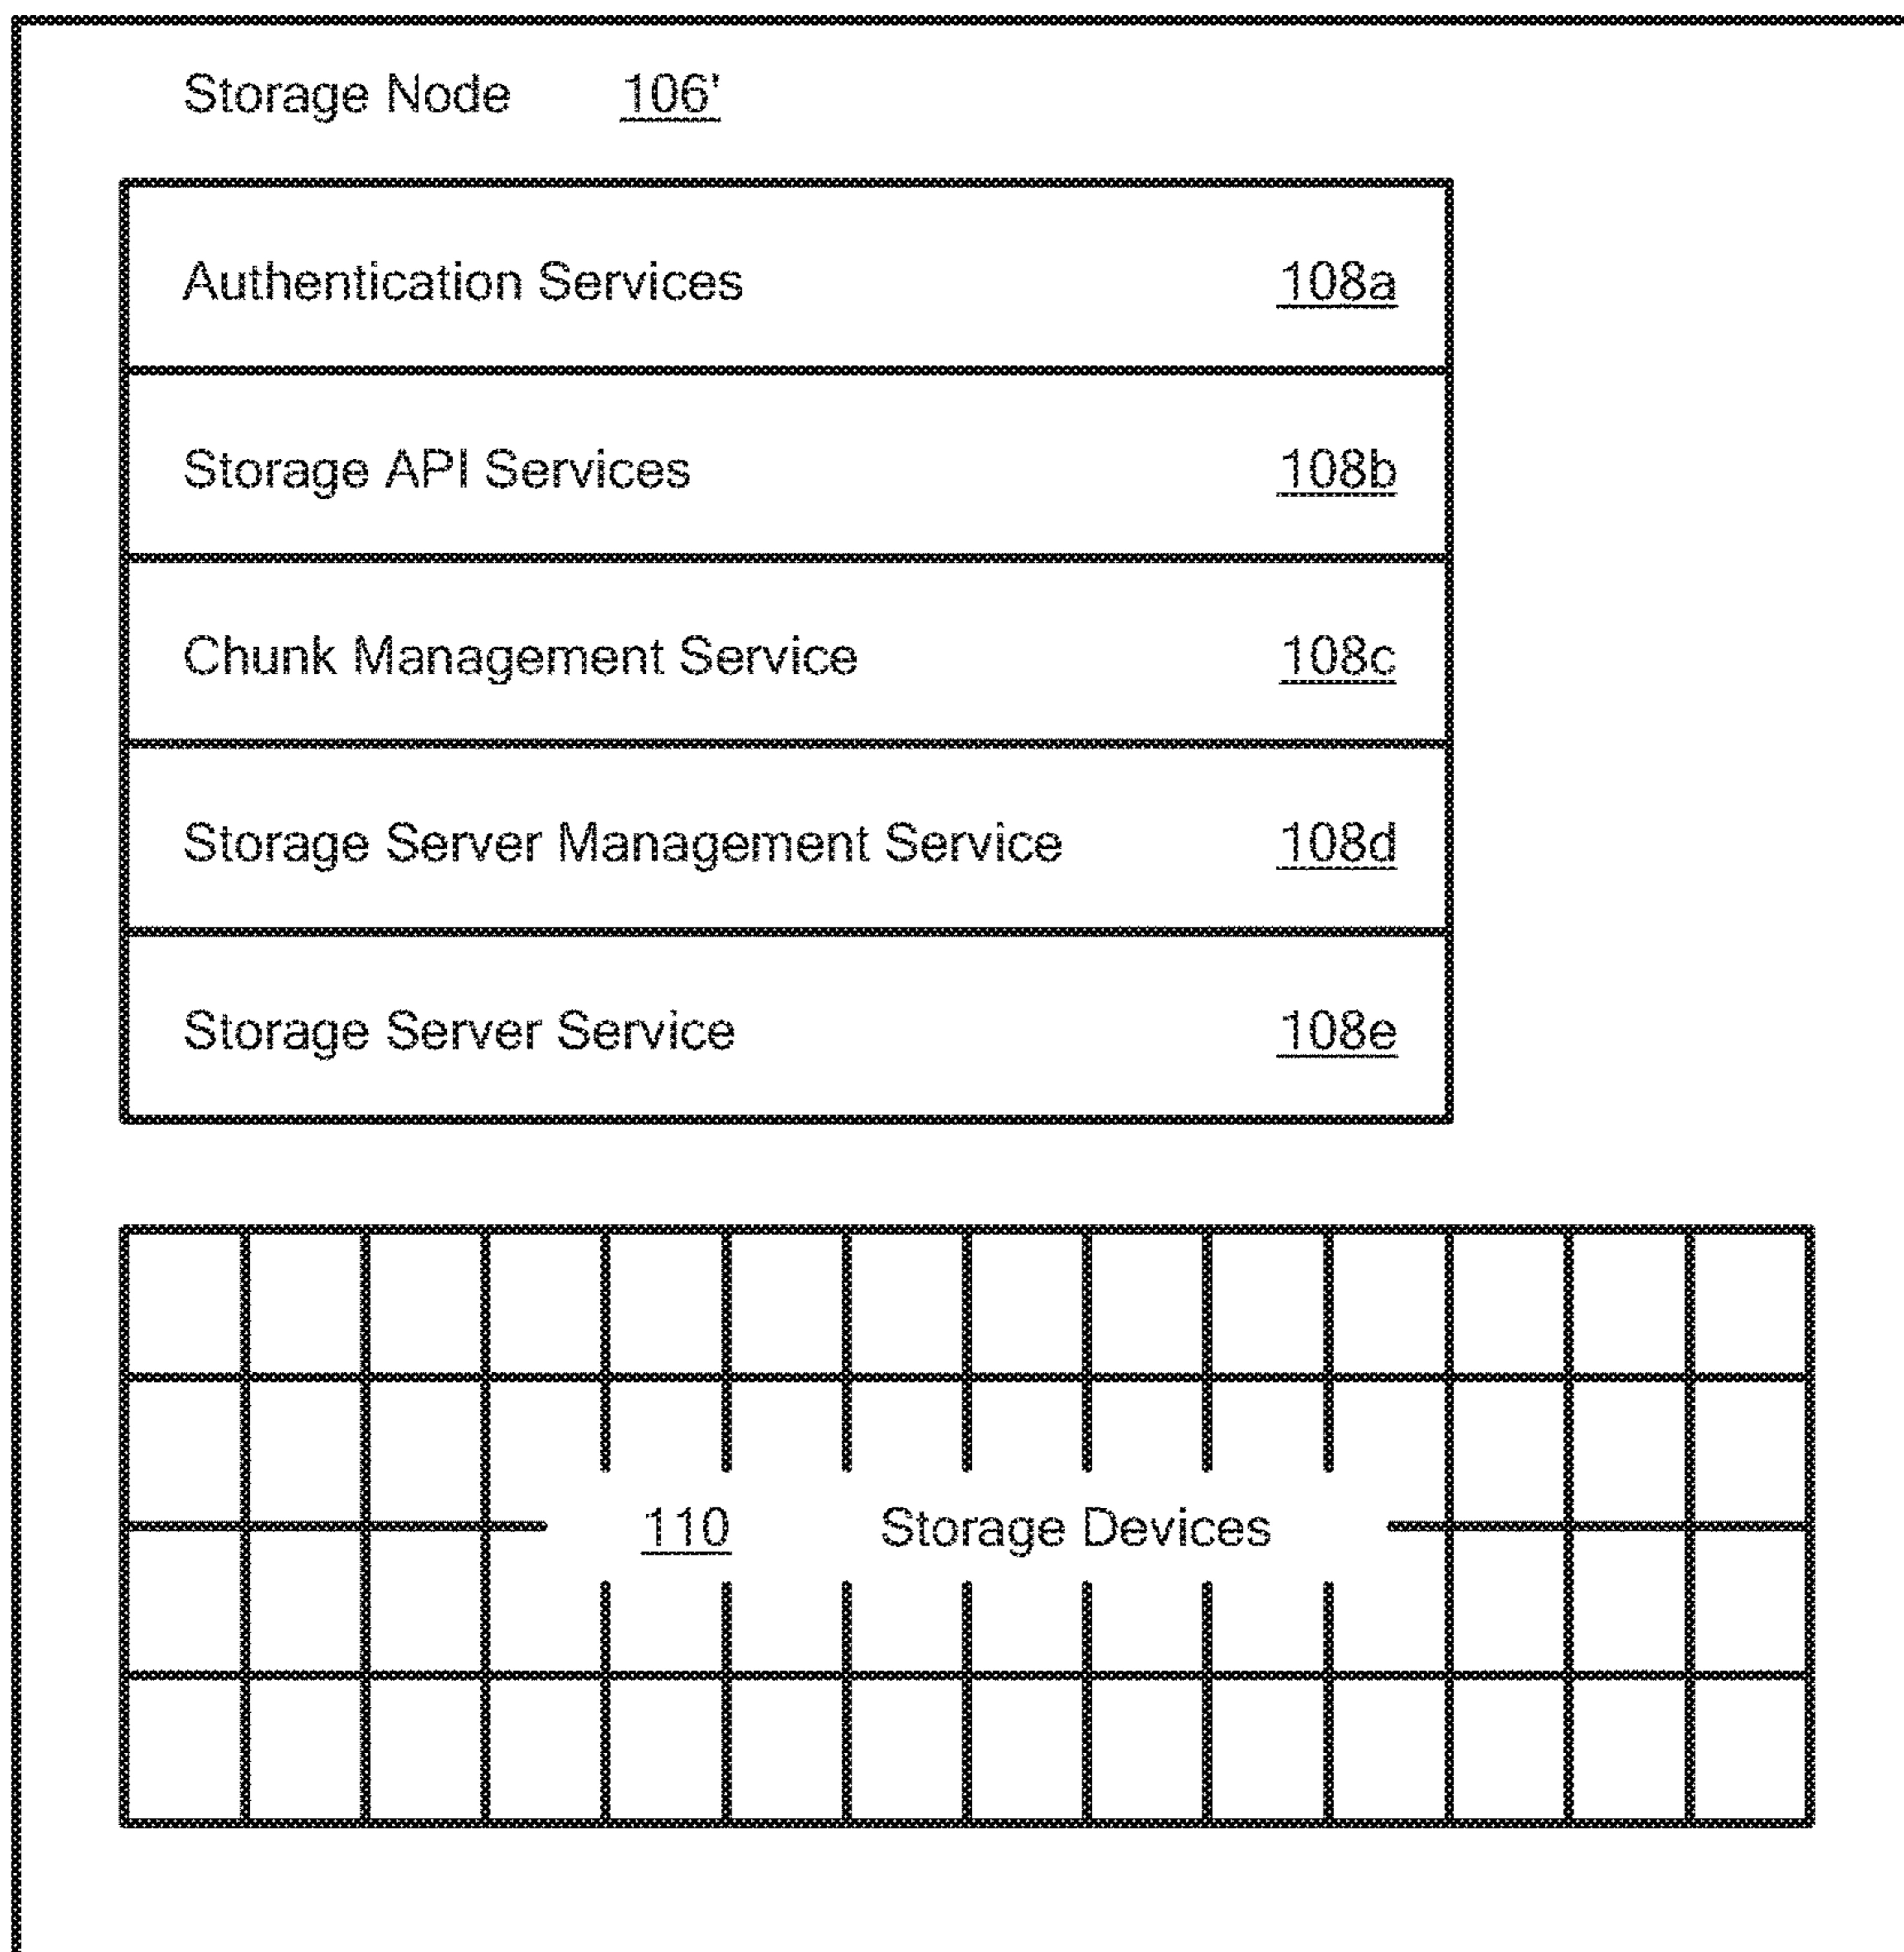 Storage Node 106'
Authentication Services 108a
Storage API Services 108b
Chunk Management Service 108c
Storage Server Management Service 108d
Storage Server Service 108e
110 Storage Devices